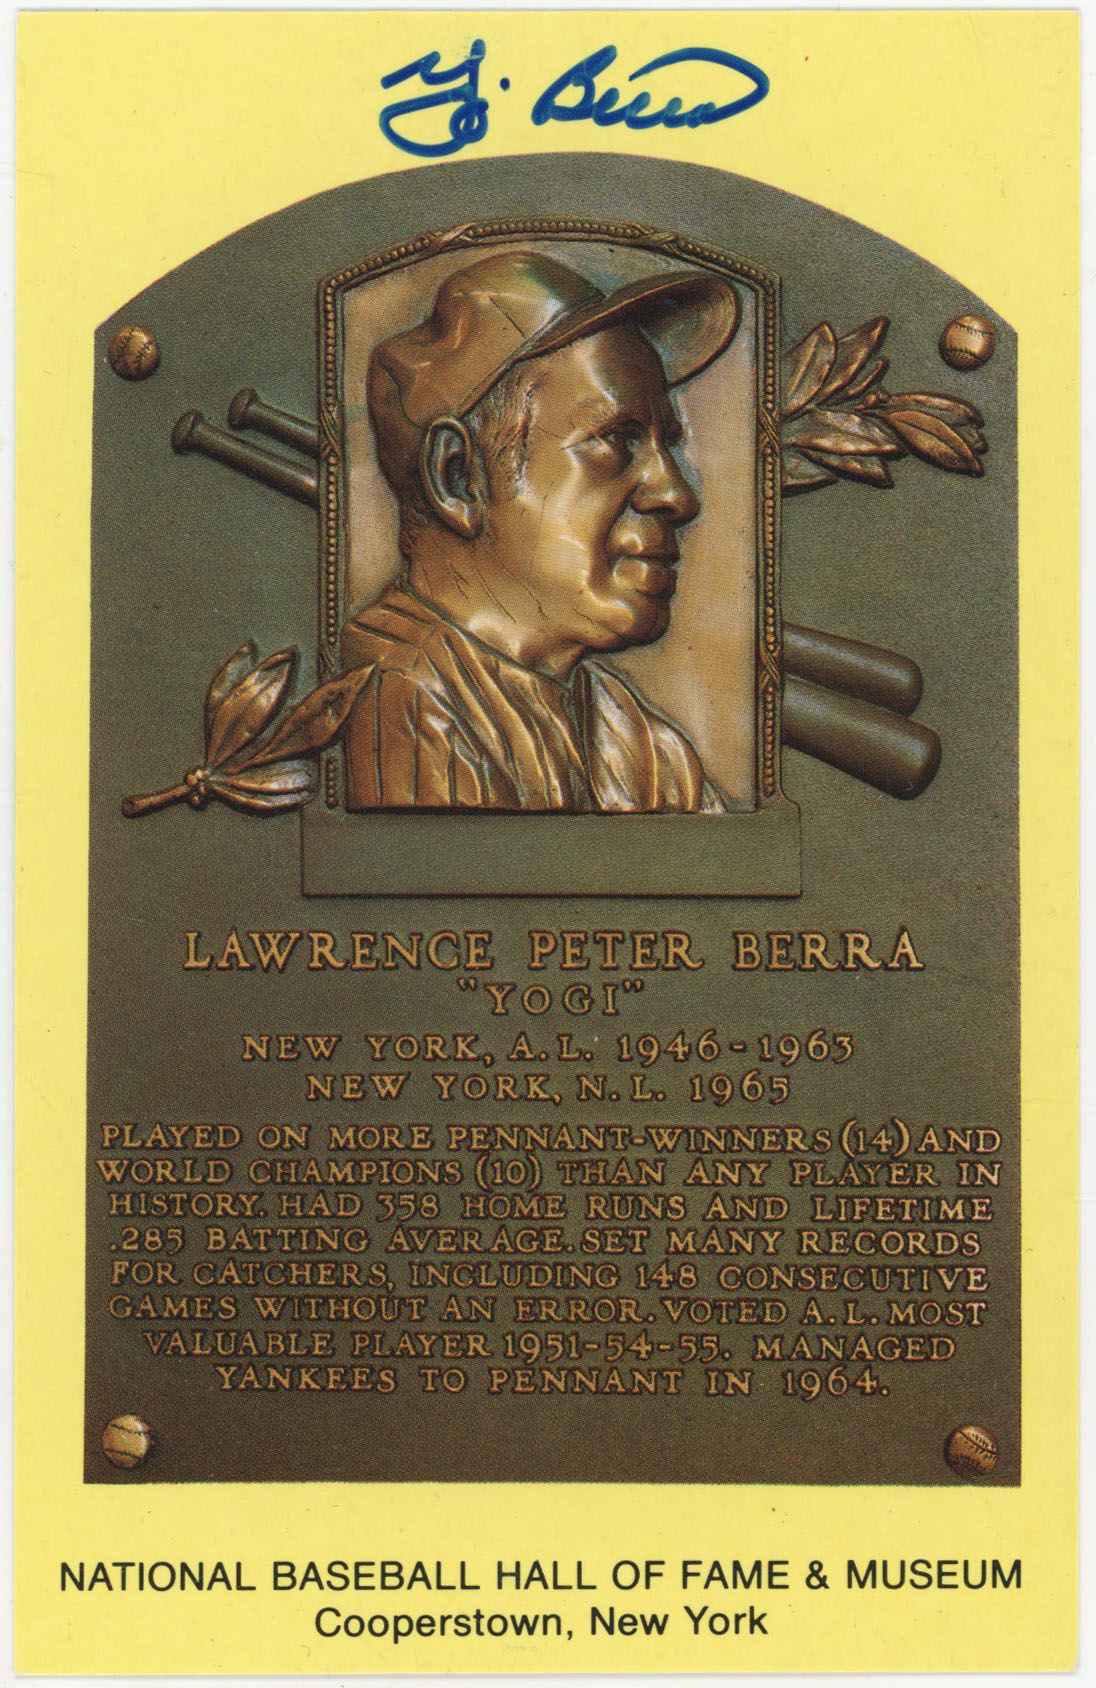 Yogi Berra
LAWRENCE PETER BERRA
"YOGI"
NEW YORK, A.L. 1946-1963
NEW YORK, N.L. 1965
PLAYED ON MORE PENNANT-WINNERS (14) AND
WORLD CHAMPIONS (10) THAN ANY PLAYER IN
HISTORY. HAD 358 HOME RUNS AND LIFETIME
.285 BATTING AVERAGE. SET MANY RECORDS
FOR CATCHERS, INCLUDING 148 CONSECUTIVE
GAMES WITHOUT AN ERROR. VOTED A.L. MOST
VALUABLE PLAYER 1951-54-55. MANAGED
YANKEES TO PENNANT IN 1964.
NATIONAL BASEBALL HALL OF FAME & MUSEUM
Cooperstown, New York